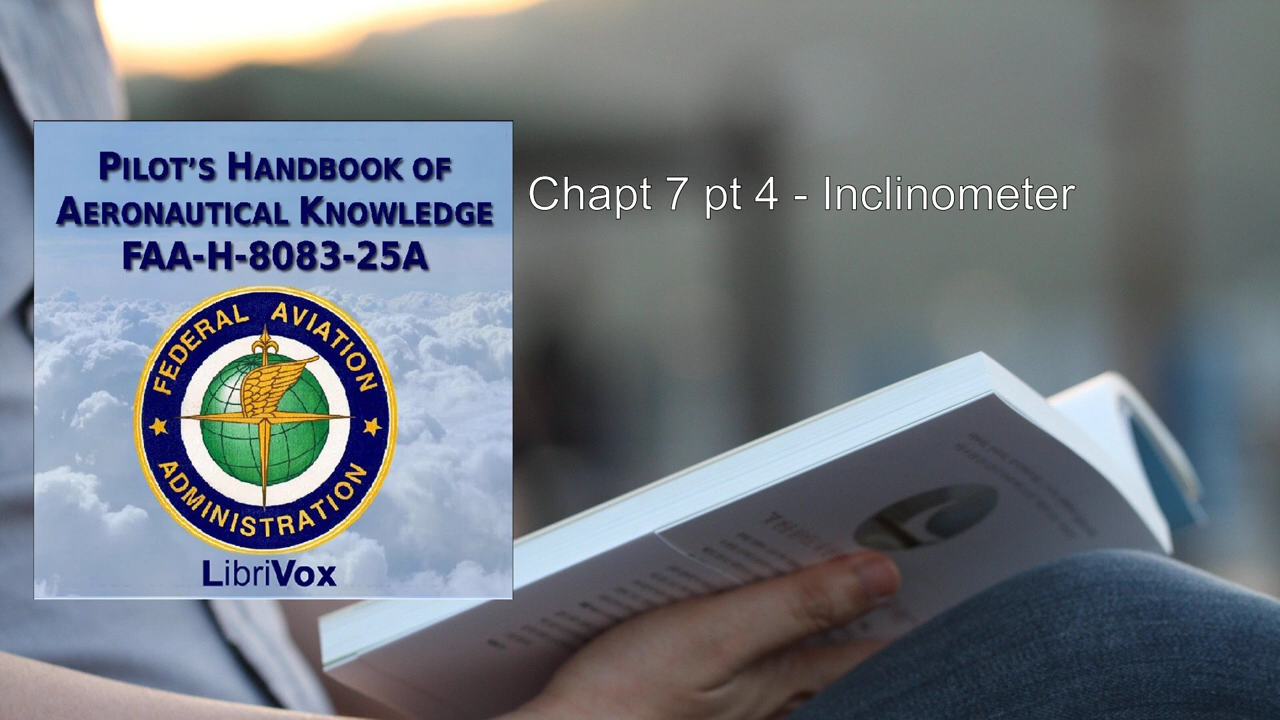 PILOT'S HANDBOOK OF
AERONAUTICAL KNOWLEDGE
FAA-H-8083-25A
FEDERAL AVIATION
ADMINISTRATION
LibriVox
Chapt 7 pt 4 - Inclinometer